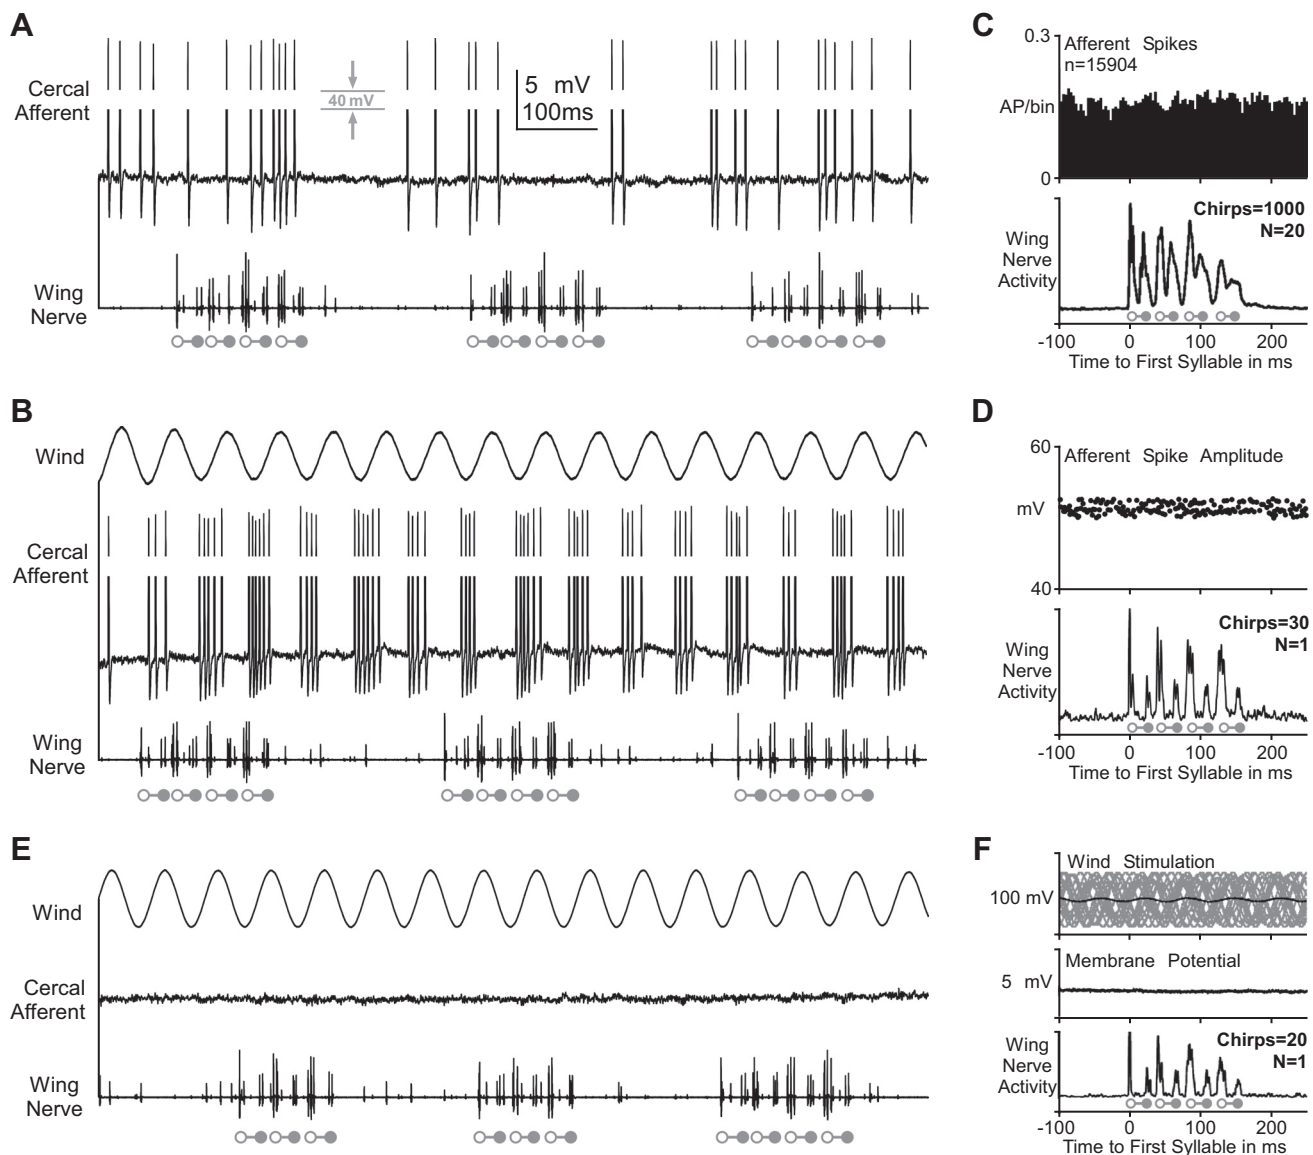 A
Cercal
Afferent
40 mV
5 mV
100ms
Wing
Nerve
C
0.3
Afferent Spikes
n=15904
AP/bin
0
Chirps=1000
N=20
Wing
Nerve
Activity
-100 0 100 200
Time to First Syllable in ms
B
Wind
Cercal
Afferent
Wing
Nerve
D
60
Afferent Spike Amplitude
mV
40
Chirps=30
N=1
Wing
Nerve
Activity
-100 0 100 200
Time to First Syllable in ms
E
Wind
Cercal
Afferent
Wing
Nerve
F
Wind Stimulation
100 mV
Membrane Potential
5 mV
Chirps=20
N=1
Wing
Nerve
Activity
-100 0 100 200
Time to First Syllable in ms